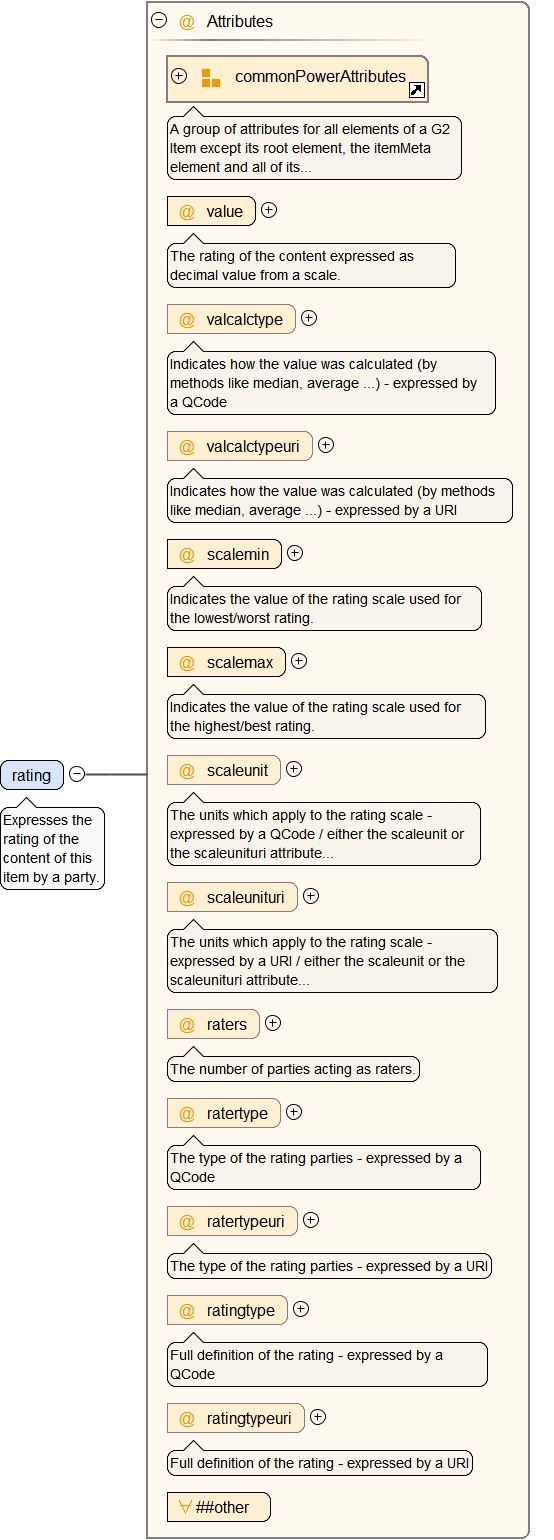 Attributes
commonPowerAttributes
A group of attributes for all elements of a G2
Item except its root element, the itemMeta
element and all of its...
@ value
The rating of the content expressed as
decimal value from a scale.
@ valcalctype
Indicates how the value was calculated (by
methods like median, average ...) - expressed by
a QCode
@ valcalctypeuri
Indicates how the value was calculated (by methods
like median, average ...) - expressed by a URI
@ scalemin
Indicates the value of the rating scale used for
the lowest/worst rating.
@ scalemax
Indicates the value of the rating scale used for
the highest/best rating.
rating
Expresses the
rating of the
content of this
item by a party.
@ scaleunit
The units which apply to the rating scale -
expressed by a QCode / either the scaleunit or
the scaleunituri attribute...
@ scaleunituri
The units which apply to the rating scale -
expressed by a URI / either the scaleunit or the
scaleunituri attribute...
@ raters
The number of parties acting as raters.
@ ratertype
The type of the rating parties - expressed by a
QCode
@ ratertypeuri
The type of the rating parties - expressed by a URI
@ ratingtype
Full definition of the rating - expressed by a
QCode
@ ratingtypeuri
Full definition of the rating - expressed by a URI
##other